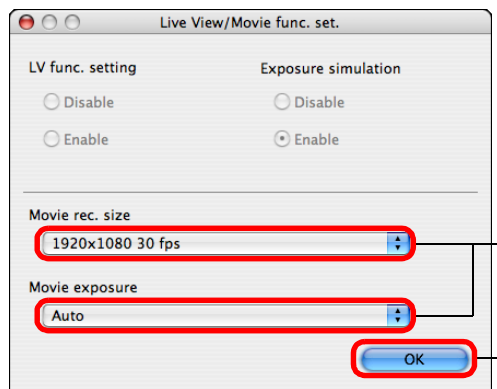 Live View/Movie func. set.
LV func. setting Exposure simulation
Disable Disable
Enable Enable
Movie rec. size
1920x1080 30 fps
Movie exposure
Auto
OK